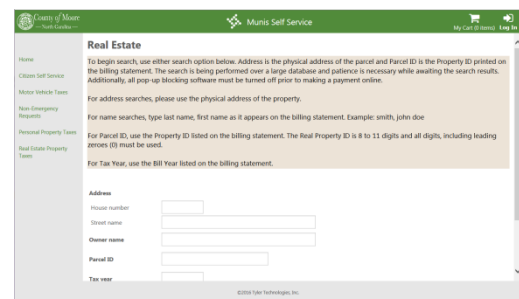 County of Moore
North Carolina
Munis Self Service
My Cart (0 items) Log In
Home
Citizen Self Service
Motor Vehicle Taxes
Non-Emergency
Requests
Personal Property Taxes
Real Estate Property
Taxes
Real Estate
To begin search, use either search option below. Address is the physical address of the parcel and Parcel ID is the Property ID printed on
the billing statement. The search is being performed over a large database and patience is necessary while awaiting the search results.
Additionally, all pop-up blocking software must be turned off prior to making a payment online.
For address searches, please use the physical address of the property.
For name searches, type last name, first name as it appears on the billing statement. Example: smith, john doe
For Parcel ID, use the Property ID listed on the billing statement. The Real Property ID is 8 to 11 digits and all digits, including leading
zeroes (0) must be used.
For Tax Year, use the Bill Year listed on the billing statement.
Address
House number
Street name
Owner name
Parcel ID
Tax year
©2016 Tyler Technologies, Inc.